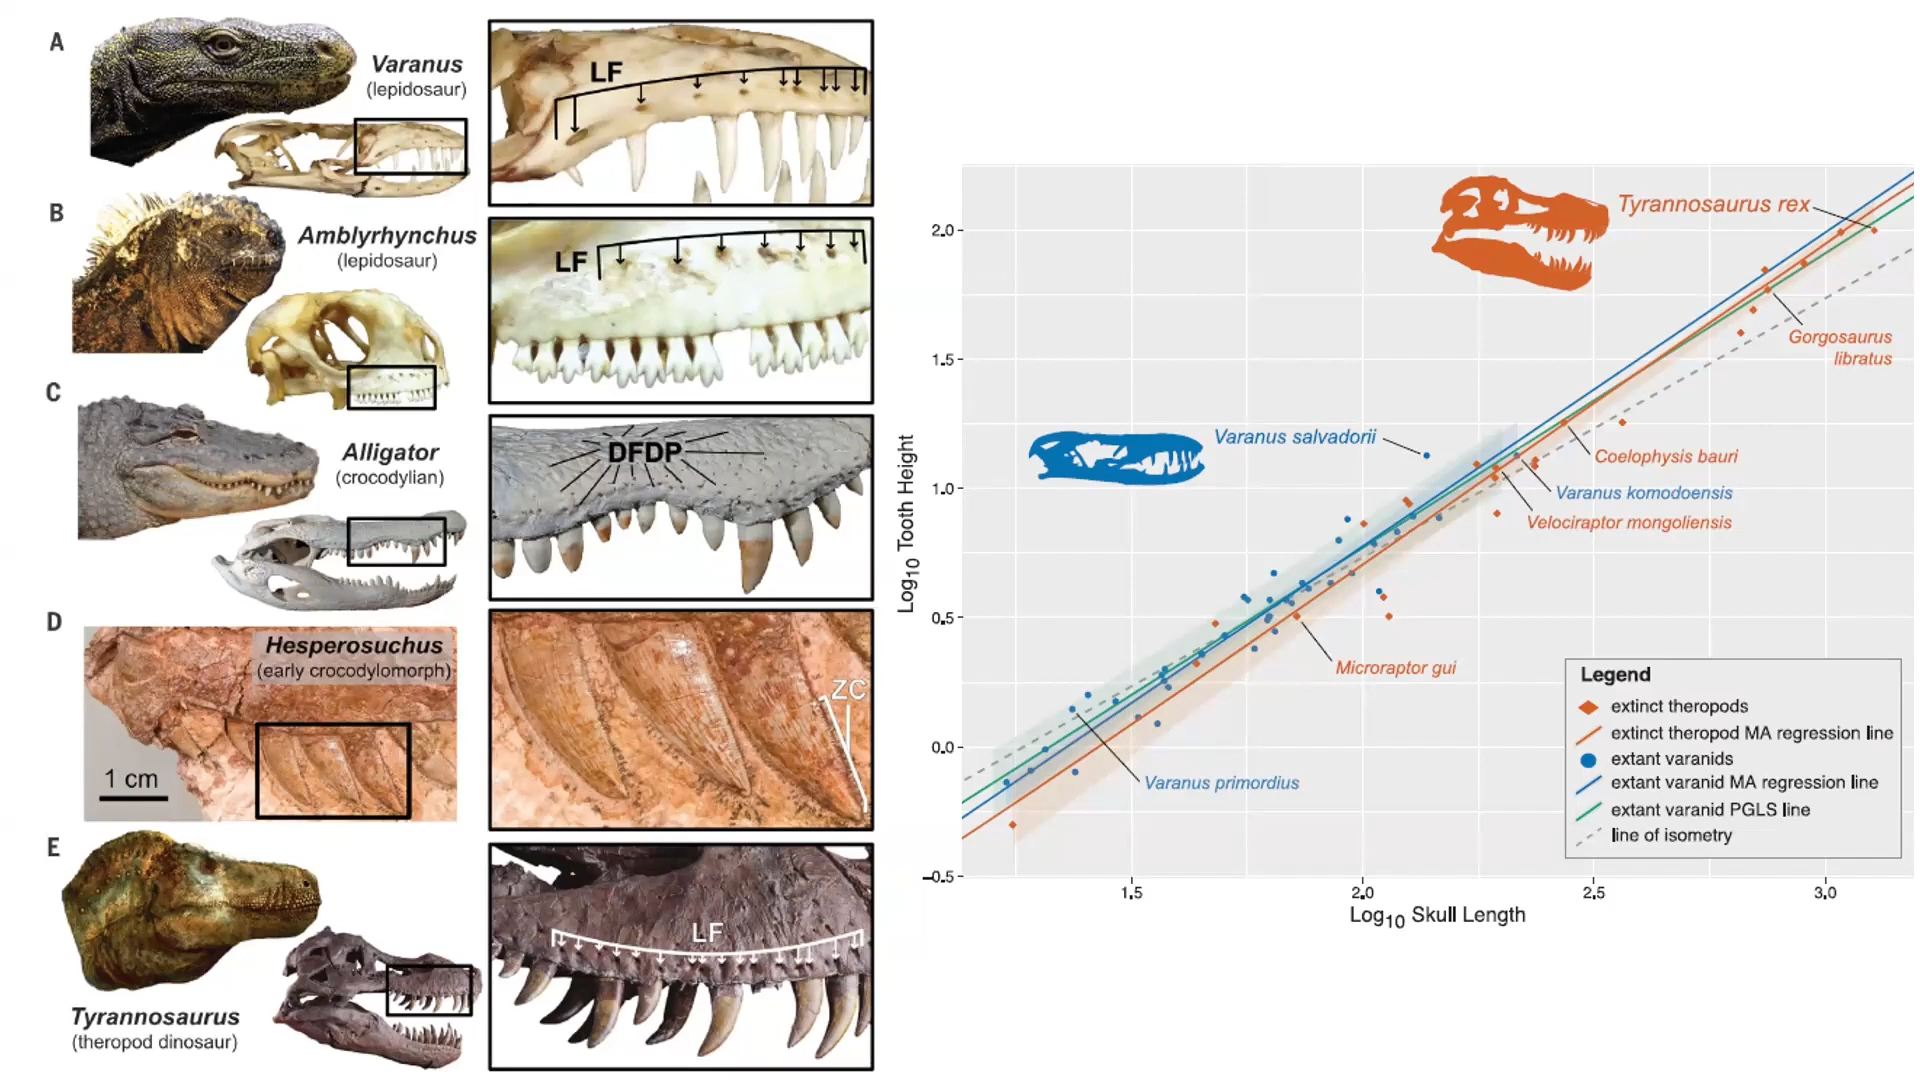 A
Varanus
(lepidosaur)
LF
B
Amblyrhynchus
(lepidosaur)
LF
C
Alligator
(crocodylian)
DFDP
D
Hesperosuchus
(early crocodylomorph)
1 cm
ZC
E
Tyrannosaurus
(theropod dinosaur)
LF
Log10 Tooth Height
2.0
1.5
1.0
0.5
0.0
−0.5
Tyrannosaurus rex
Gorgosaurus
libratus
Varanus salvadorii
Coelophysis bauri
Varanus komodoensis
Velociraptor mongoliensis
Microraptor gui
Varanus primordius
Legend
extinct theropods
extinct theropod MA regression line
extant varanids
extant varanid MA regression line
extant varanid PGLS line
line of isometry
1.5
2.0
2.5
3.0
Log10 Skull Length